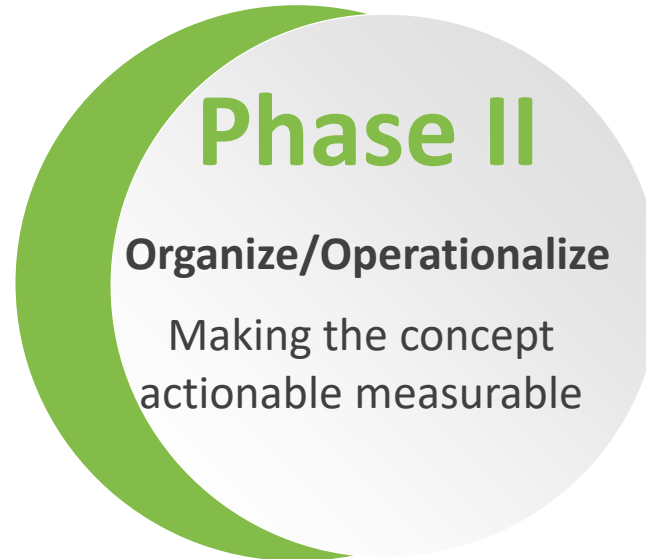 Phase II
Organize/Operationalize
Making the concept
actionable measurable